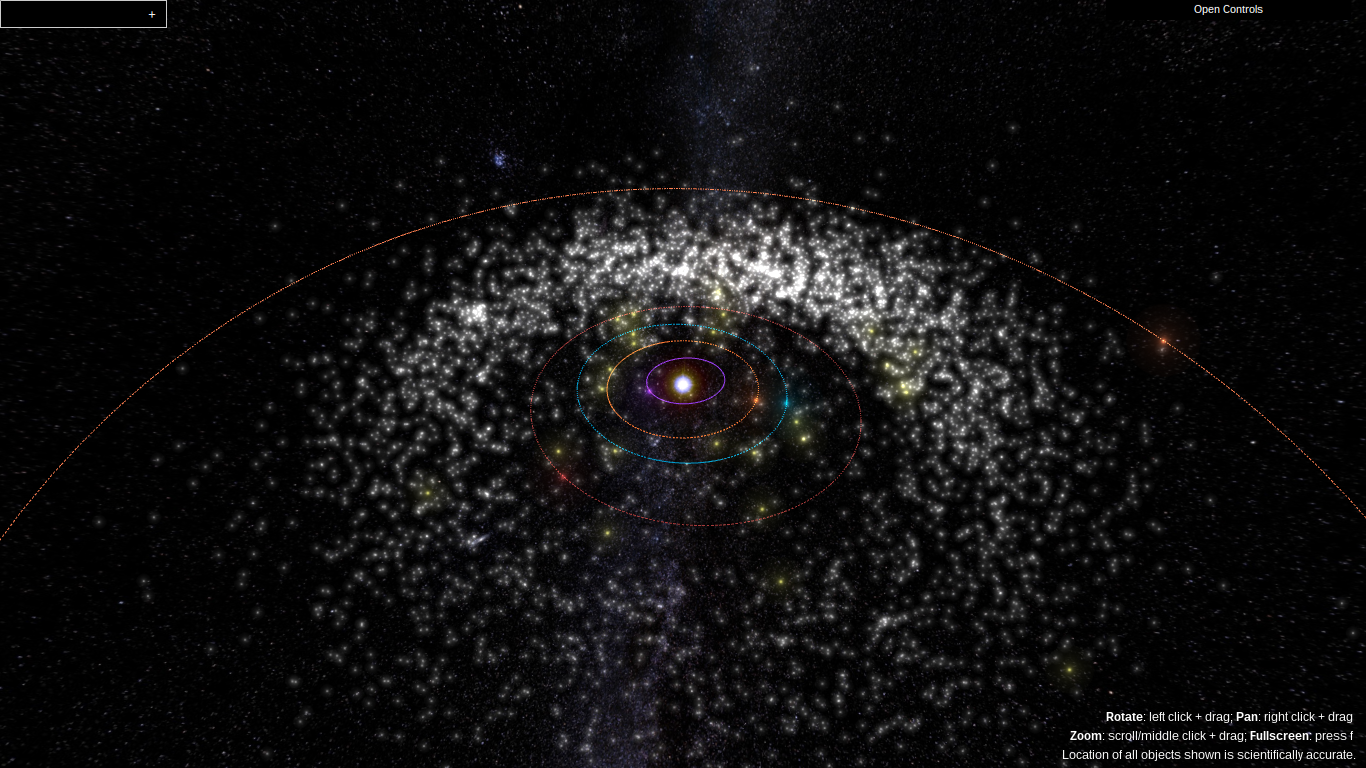 +
Open Controls
Rotate: left click + drag; Pan: right click + drag
Zoom: scroll/middle click + drag; Fullscreen: press f
Location of all objects shown is scientifically accurate.